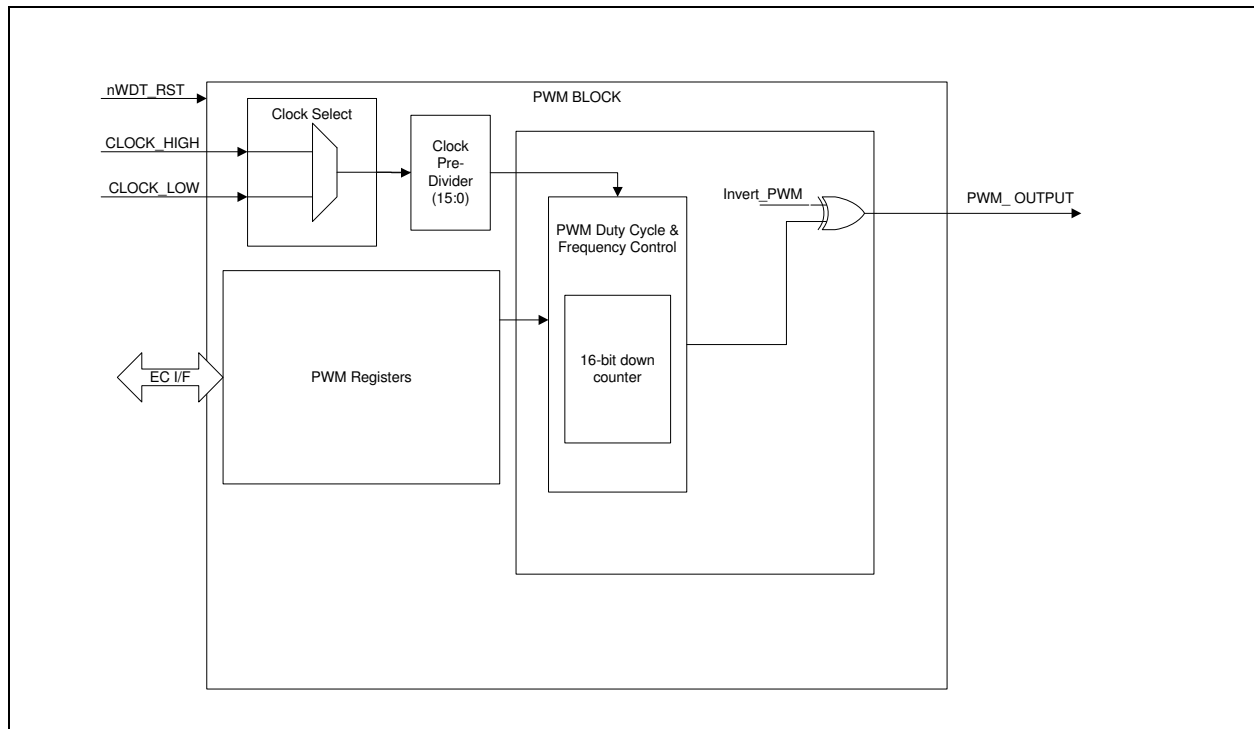 nWDT_RST
PWM BLOCK
Clock Select
CLOCK_HIGH
CLOCK_LOW
Clock
Pre-
Divider
(15:0)
Invert_PWM
PWM_ OUTPUT
PWM Duty Cycle &
Frequency Control
16-bit down
counter
EC I/F
PWM Registers